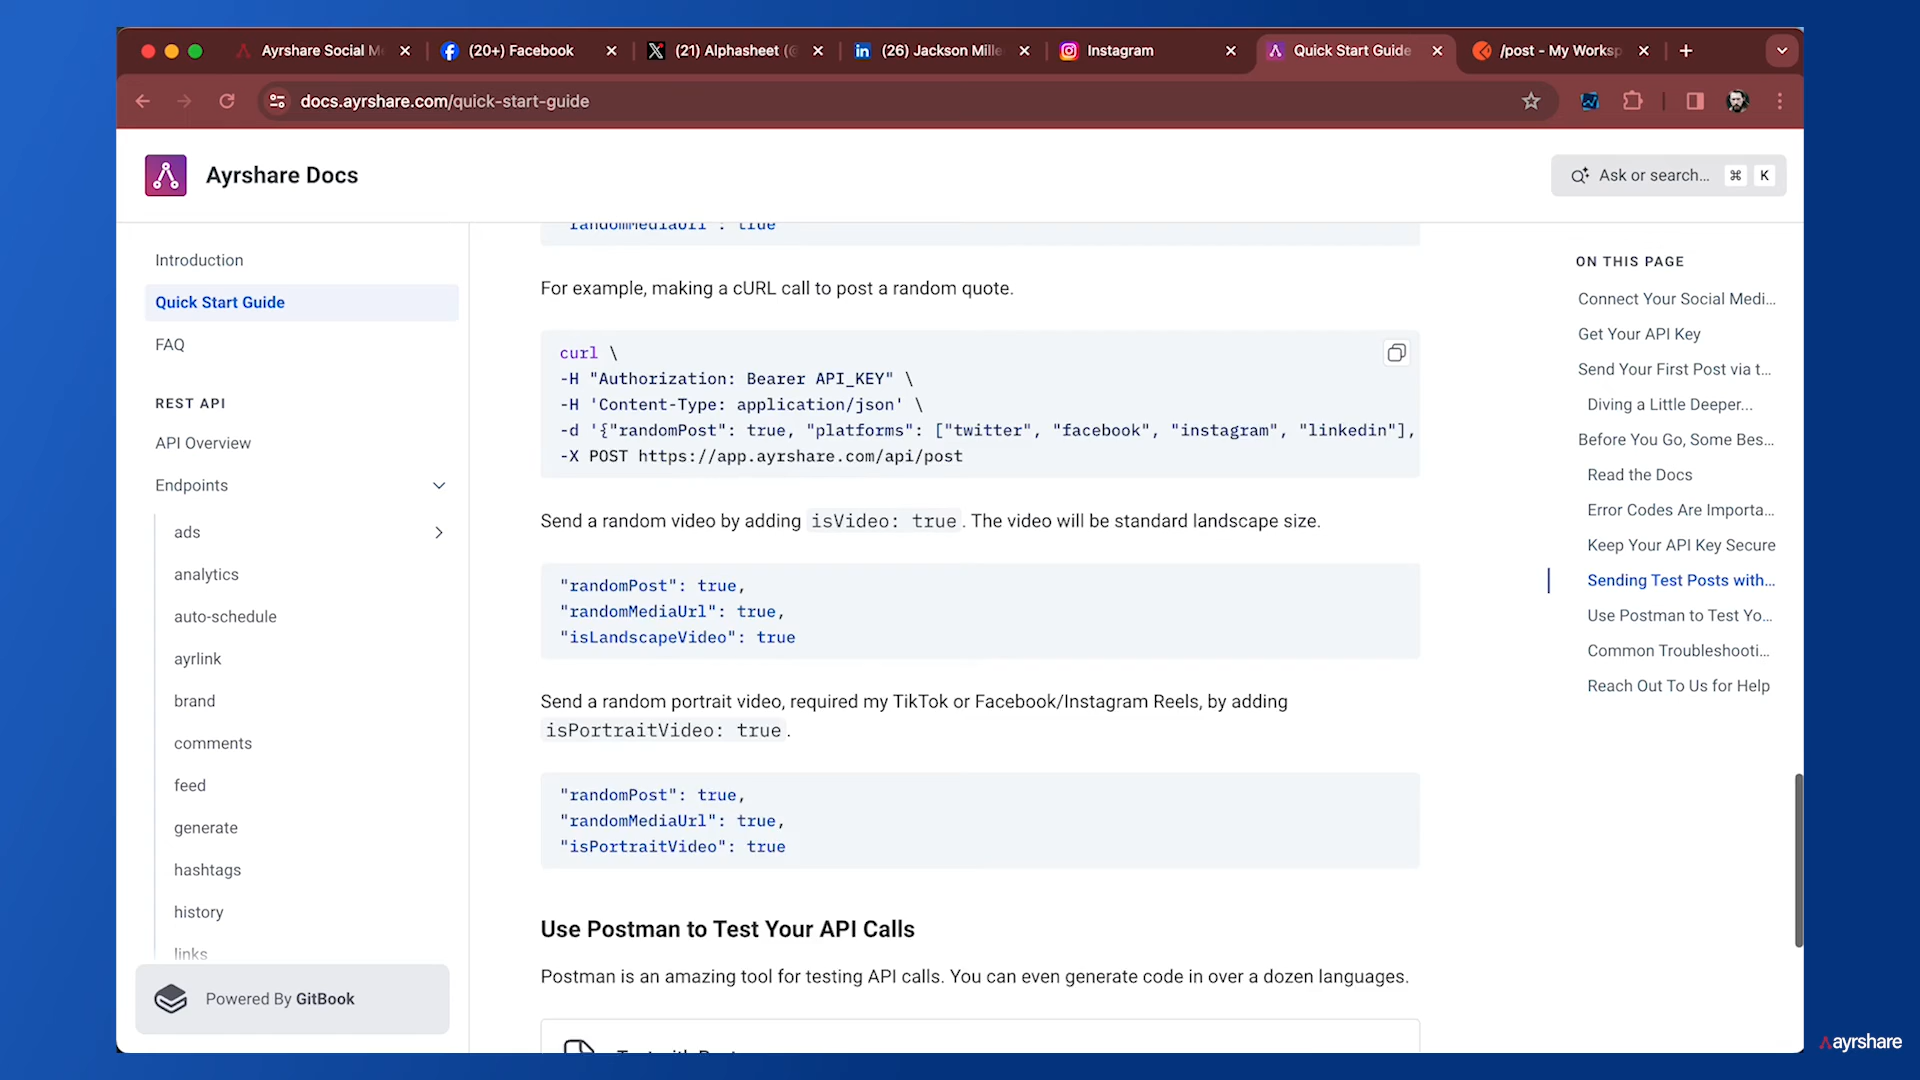 Ayrshare Social M
(20+) Facebook
(21) Alphasheet (@
(26) Jackson Mille
Instagram
Quick Start Guide
/post - My Worksp
docs.ayrshare.com/quick-start-guide
Ayrshare Docs
Ask or search... ⌘ K
Introduction
Quick Start Guide
FAQ
REST API
API Overview
Endpoints
ads
analytics
auto-schedule
ayrlink
brand
comments
feed
generate
hashtags
history
links
Powered By GitBook
"randomMediaUrl": true
For example, making a cURL call to post a random quote.
curl \
-H "Authorization: Bearer API_KEY" \
-H 'Content-Type: application/json' \
-d '{"randomPost": true, "platforms": ["twitter", "facebook", "instagram", "linkedin"],
-X POST https://app.ayrshare.com/api/post
Send a random video by adding isVideo: true. The video will be standard landscape size.
"randomPost": true,
"randomMediaUrl": true,
"isLandscapeVideo": true
Send a random portrait video, required my TikTok or Facebook/Instagram Reels, by adding
isPortraitVideo: true.
"randomPost": true,
"randomMediaUrl": true,
"isPortraitVideo": true
Use Postman to Test Your API Calls
Postman is an amazing tool for testing API calls. You can even generate code in over a dozen languages.
ON THIS PAGE
Connect Your Social Medi...
Get Your API Key
Send Your First Post via t...
Diving a Little Deeper...
Before You Go, Some Bes...
Read the Docs
Error Codes Are Importa...
Keep Your API Key Secure
Sending Test Posts with...
Use Postman to Test Yo...
Common Troubleshooti...
Reach Out To Us for Help
ayrshare